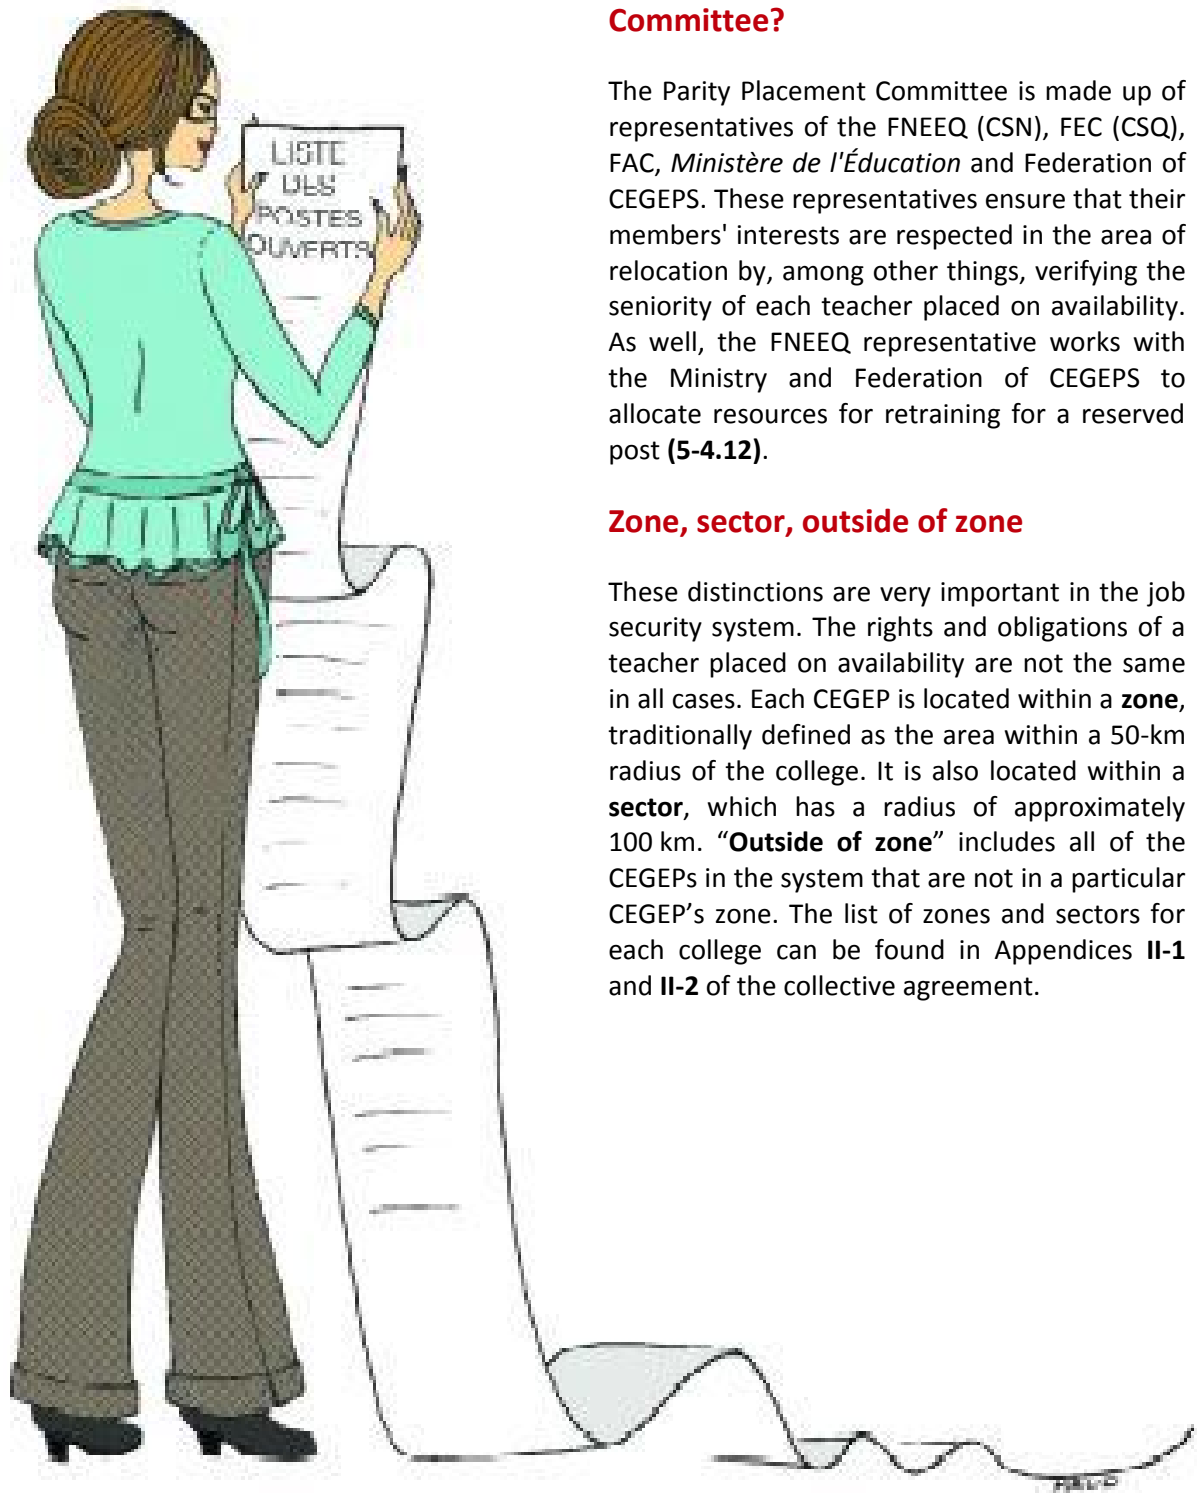 LISTE
DES
POSTES
OUVERTS
Committee?
The Parity Placement Committee is made up of
representatives of the FNEEQ (CSN), FEC (CSQ),
FAC, Ministère de l'Éducation and Federation of
CEGEPS. These representatives ensure that their
members' interests are respected in the area of
relocation by, among other things, verifying the
seniority of each teacher placed on availability.
As well, the FNEEQ representative works with
the Ministry and Federation of CEGEPS to
allocate resources for retraining for a reserved
post (5-4.12).
Zone, sector, outside of zone
These distinctions are very important in the job
security system. The rights and obligations of a
teacher placed on availability are not the same
in all cases. Each CEGEP is located within a zone,
traditionally defined as the area within a 50-km
radius of the college. It is also located within a
sector, which has a radius of approximately
100 km. “Outside of zone” includes all of the
CEGEPs in the system that are not in a particular
CEGEP’s zone. The list of zones and sectors for
each college can be found in Appendices II-1
and II-2 of the collective agreement.